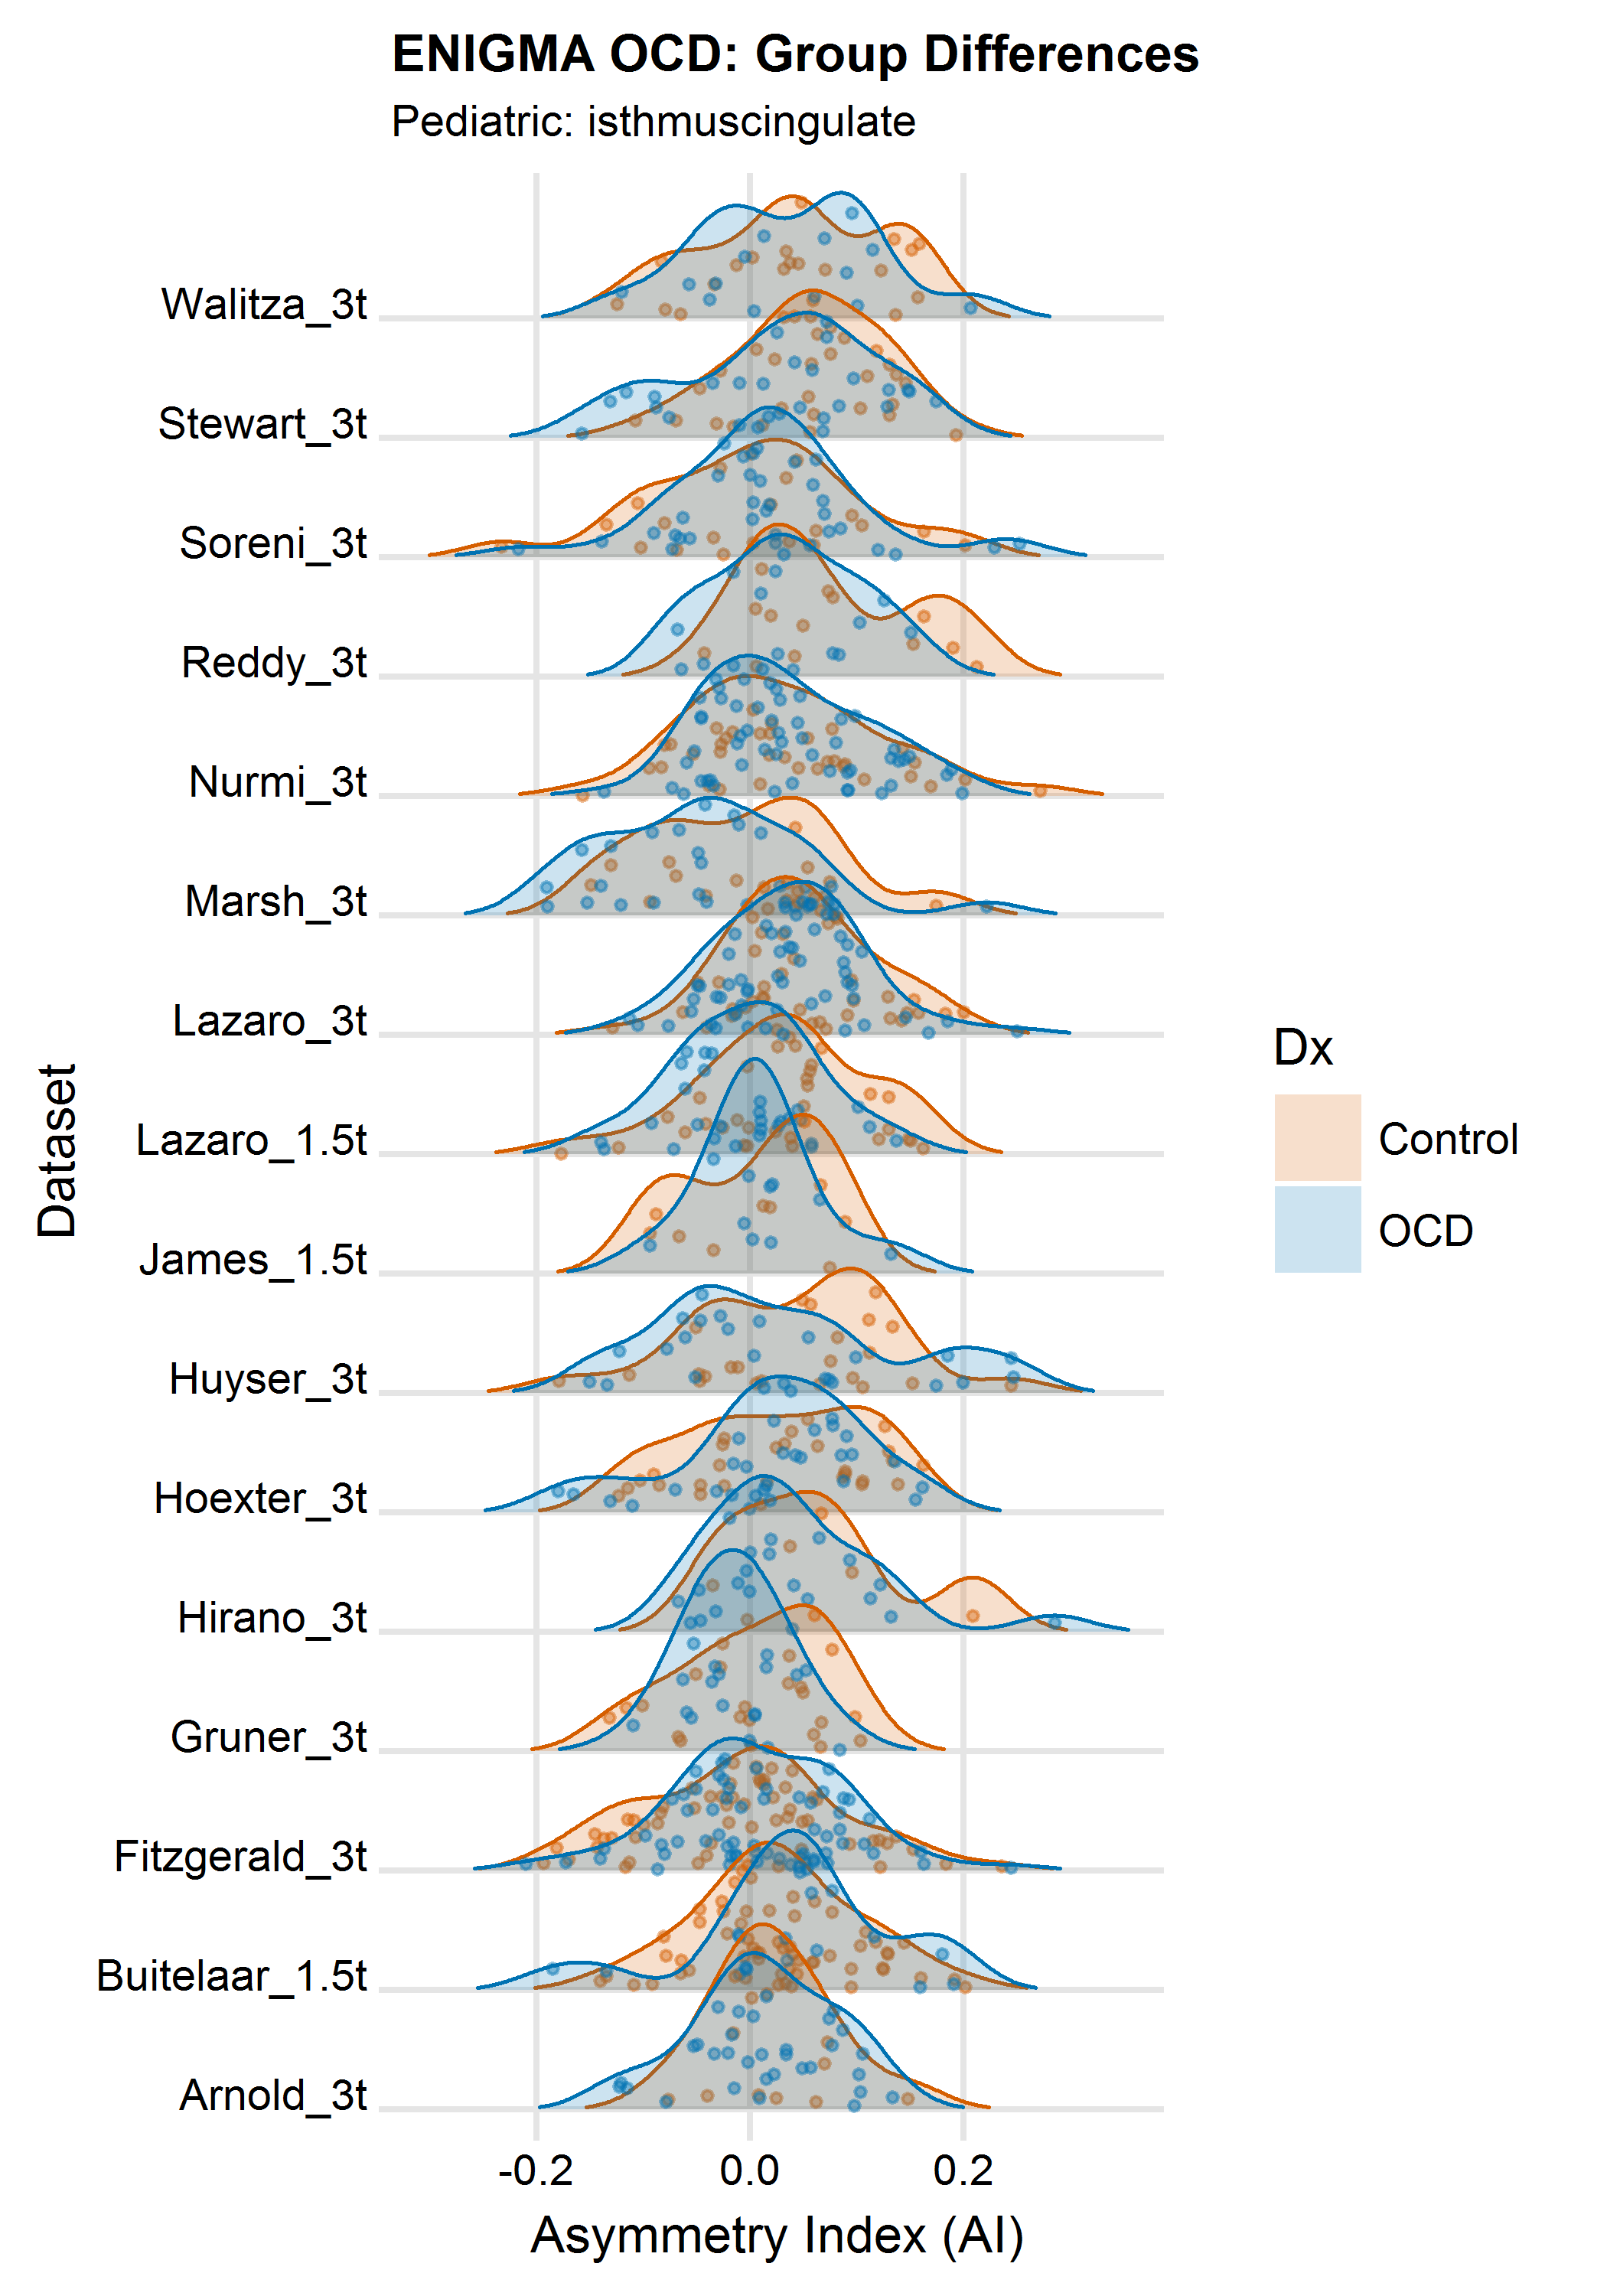 ENIGMA OCD: Group Differences
Pediatric: isthmuscingulate
Walitza_3t
Stewart_3t
Soreni_3t
Reddy_3t
Nurmi_3t
Marsh_3t
Lazaro_3t
Lazaro_1.5t
James_1.5t
Huyser_3t
Hoexter_3t
Hirano_3t
Gruner_3t
Fitzgerald_3t
Buitelaar_1.5t
Arnold_3t
Dataset
-0.2 0.0 0.2
Asymmetry Index (AI)
Dx
Control
OCD